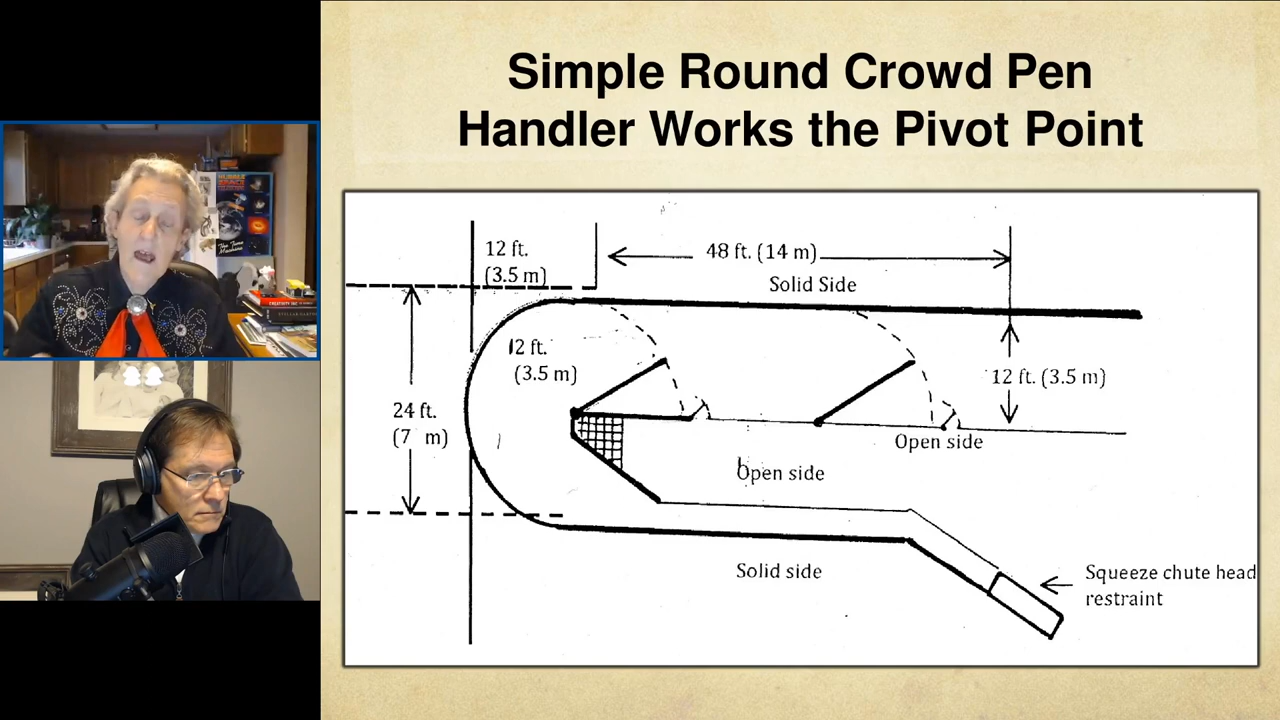 Simple Round Crowd Pen
Handler Works the Pivot Point
12 ft.
(3.5 m)
48 ft. (14 m)
Solid Side
12 ft.
(3.5 m)
12 ft. (3.5 m)
24 ft.
(7 m)
Open side
Open side
Solid side
Squeeze chute head
restraint